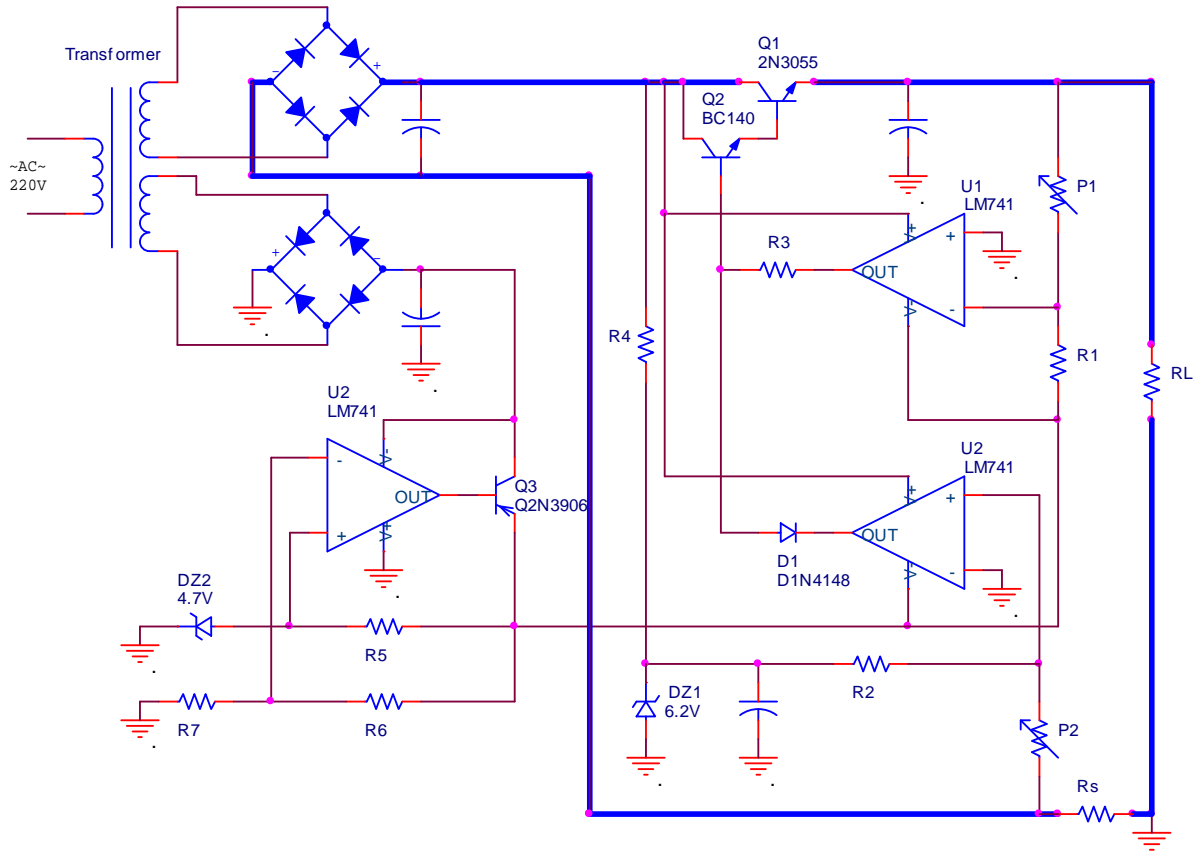 Transformer
~AC~
220V
−
+
+
−
Q1
2N3055
Q2
BC140
U1
LM741
V+
+
OUT
V-
-
P1
R3
R4
R1
RL
U2
LM741
-
V-
OUT
+
V+
Q3
Q2N3906
U2
LM741
V+
+
OUT
V-
-
D1
D1N4148
DZ2
4.7V
R5
R7
R6
DZ1
6.2V
R2
P2
Rs